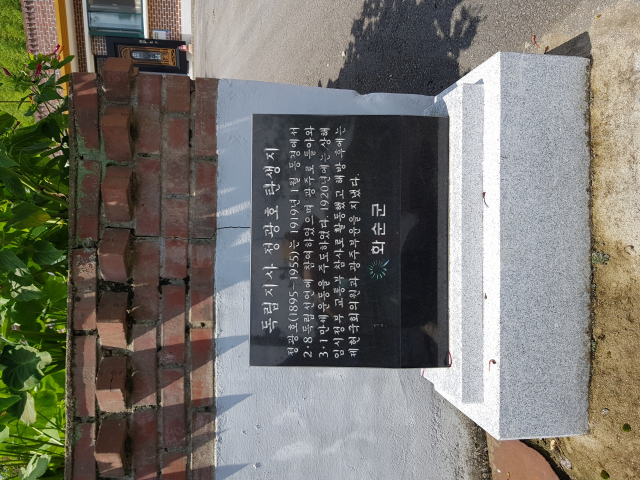 독립지사 정광호 탄생지
정광호(1895~1955)는 1919년 1월 동경에서
2·8독립선언에 참여하였으며 광주로 돌아와
3·1만세운동을 주도하였다. 1920년에는 상해
임시정부 교통부 참사로 활동했고 해방 후에는
제헌국회의원과 광주부윤을 지냈다.
화순군